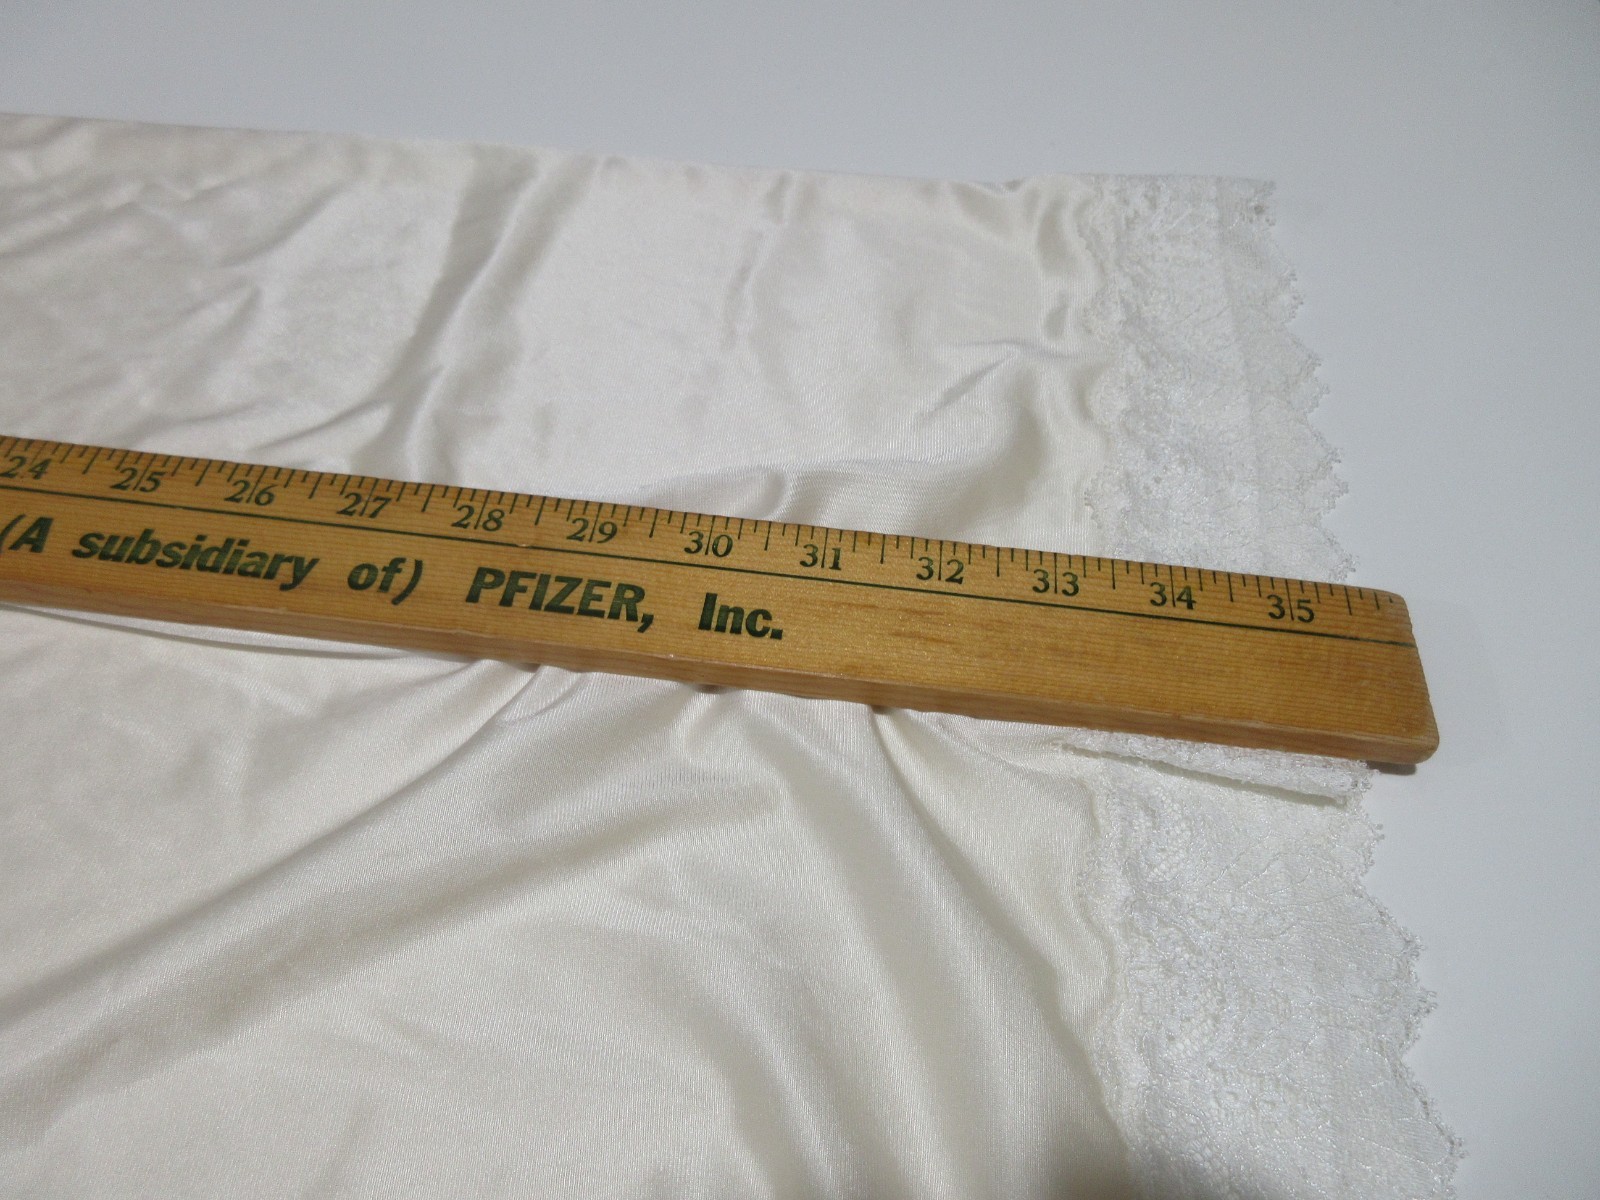 24 25 26 27 28 29 30 31 32 33 34 35
(A subsidiary of) PFIZER, Inc.